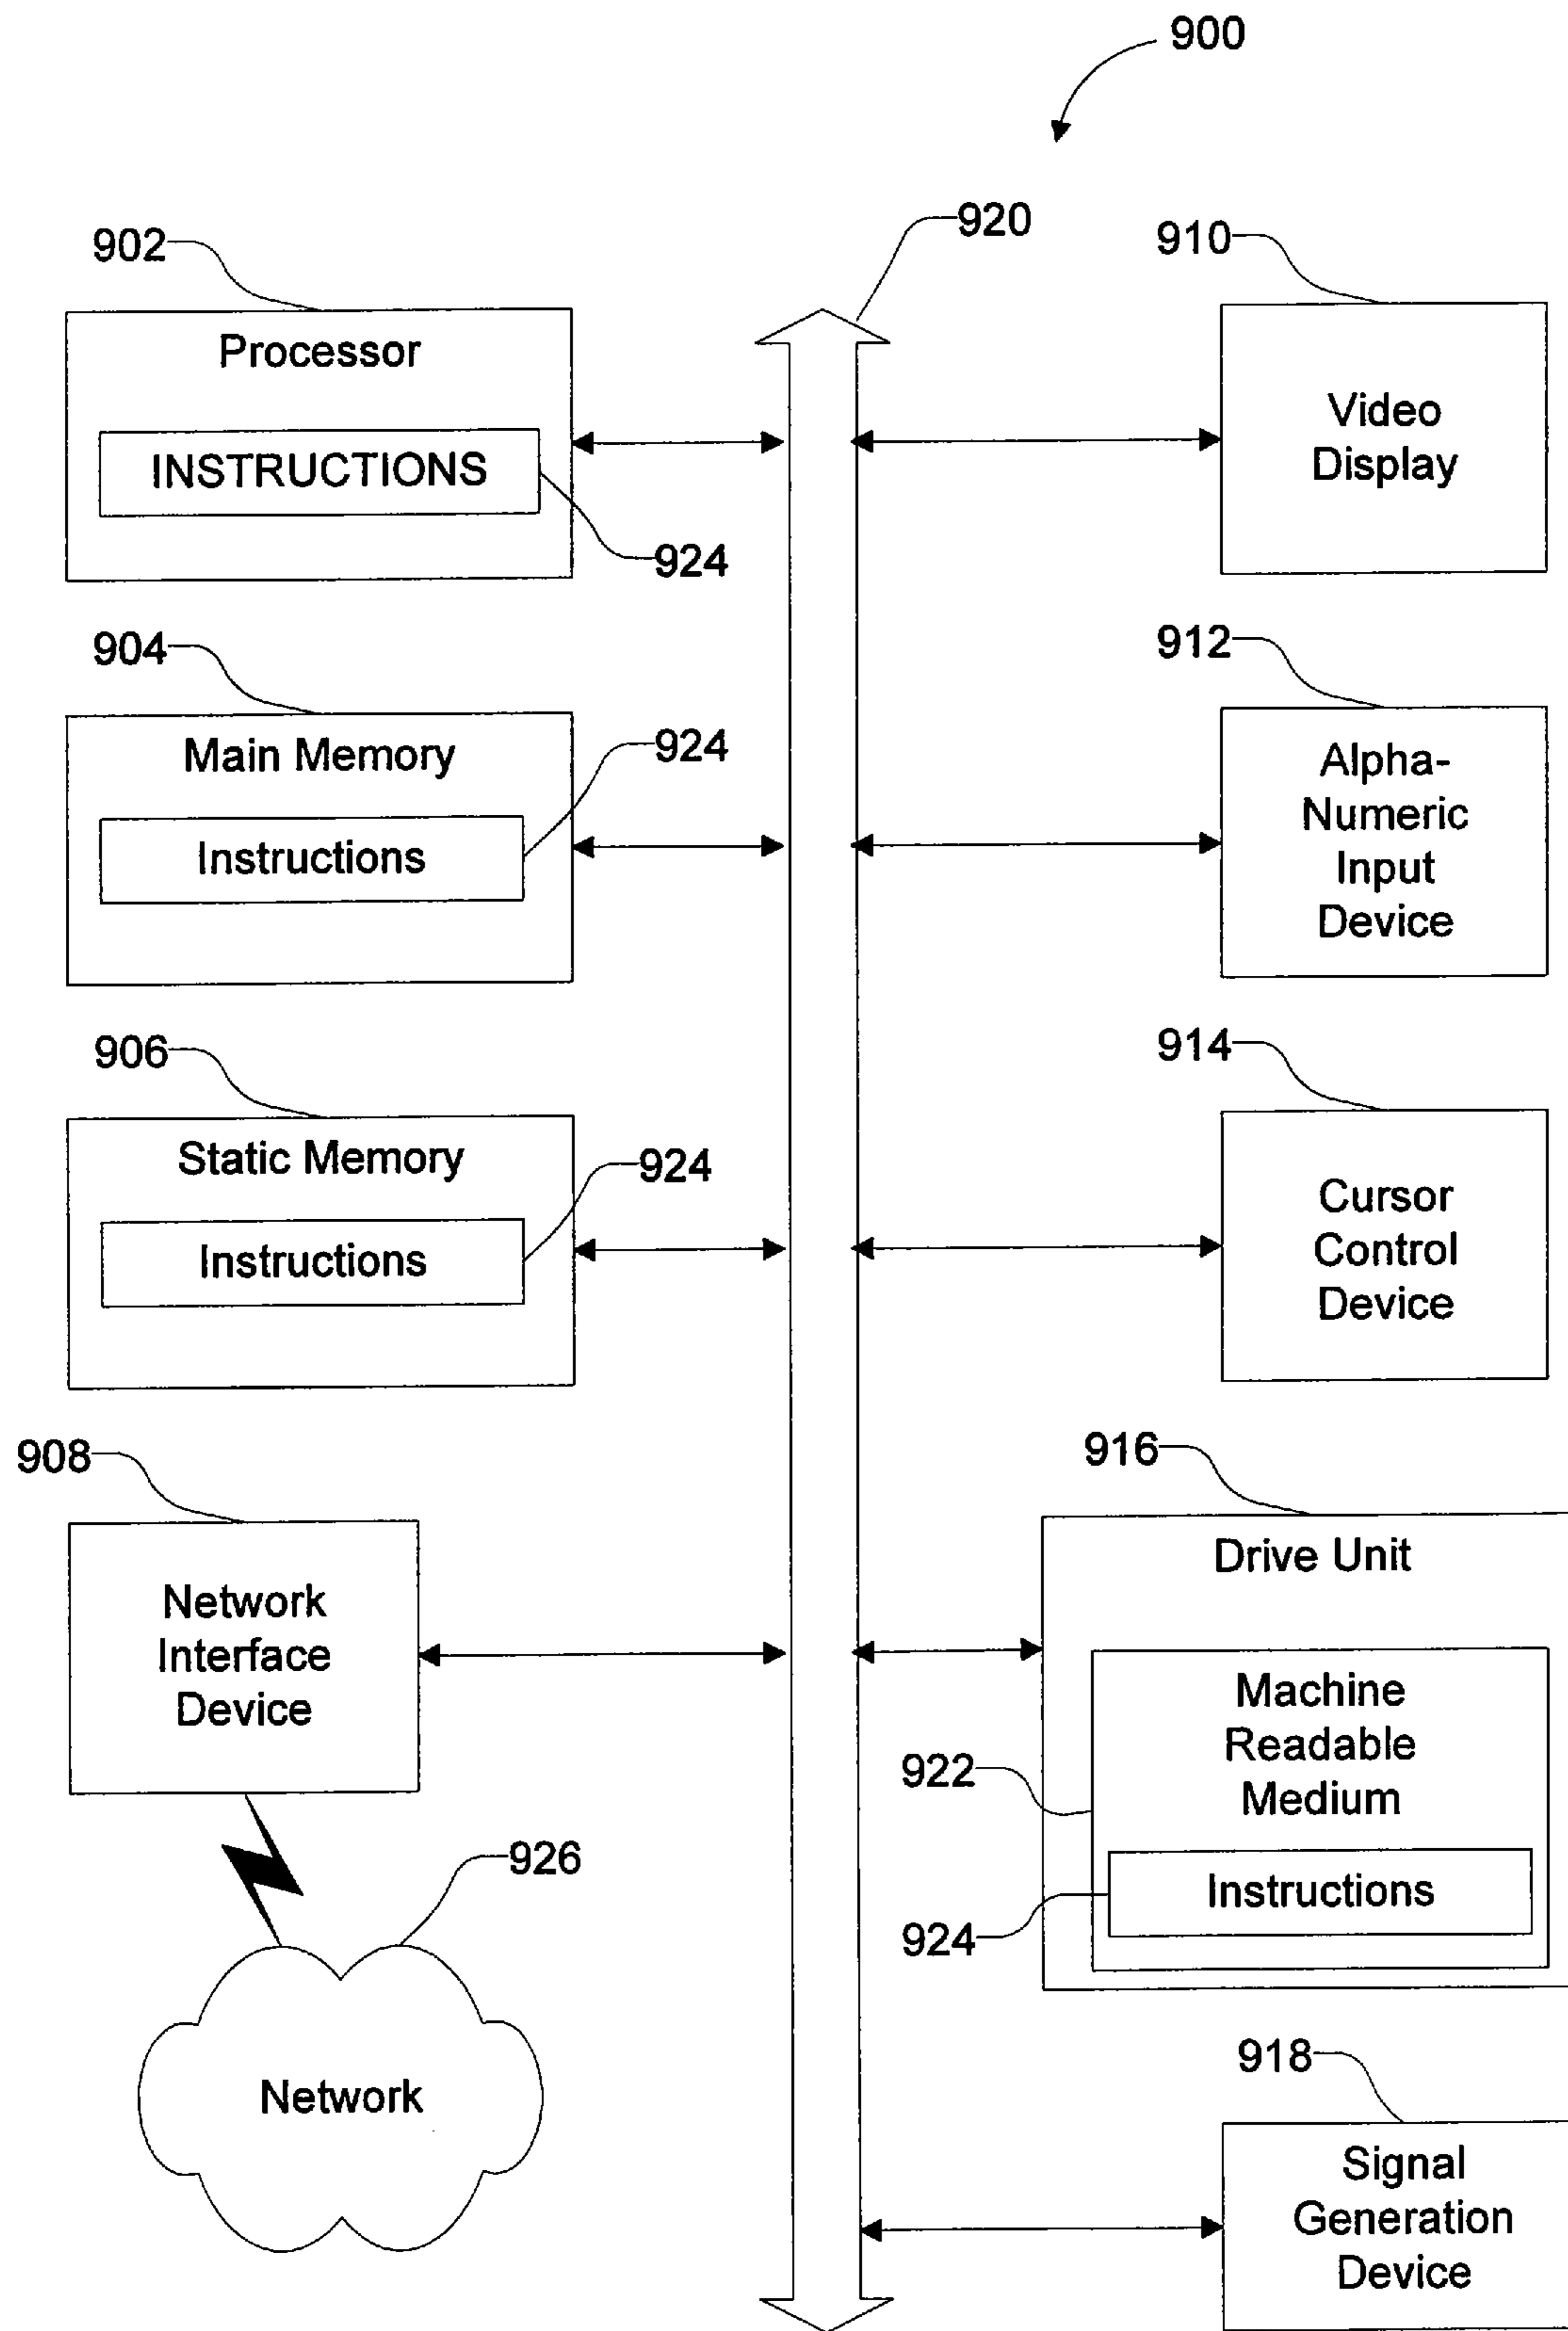 900
920
902
910
Processor
INSTRUCTIONS
924
Video
Display
904
912
Main Memory
924
Instructions
Alpha-
Numeric
Input
Device
906
914
Static Memory
924
Instructions
Cursor
Control
Device
908
916
Network
Interface
Device
Drive Unit
Machine
Readable
Medium
922
Instructions
924
926
Network
918
Signal
Generation
Device